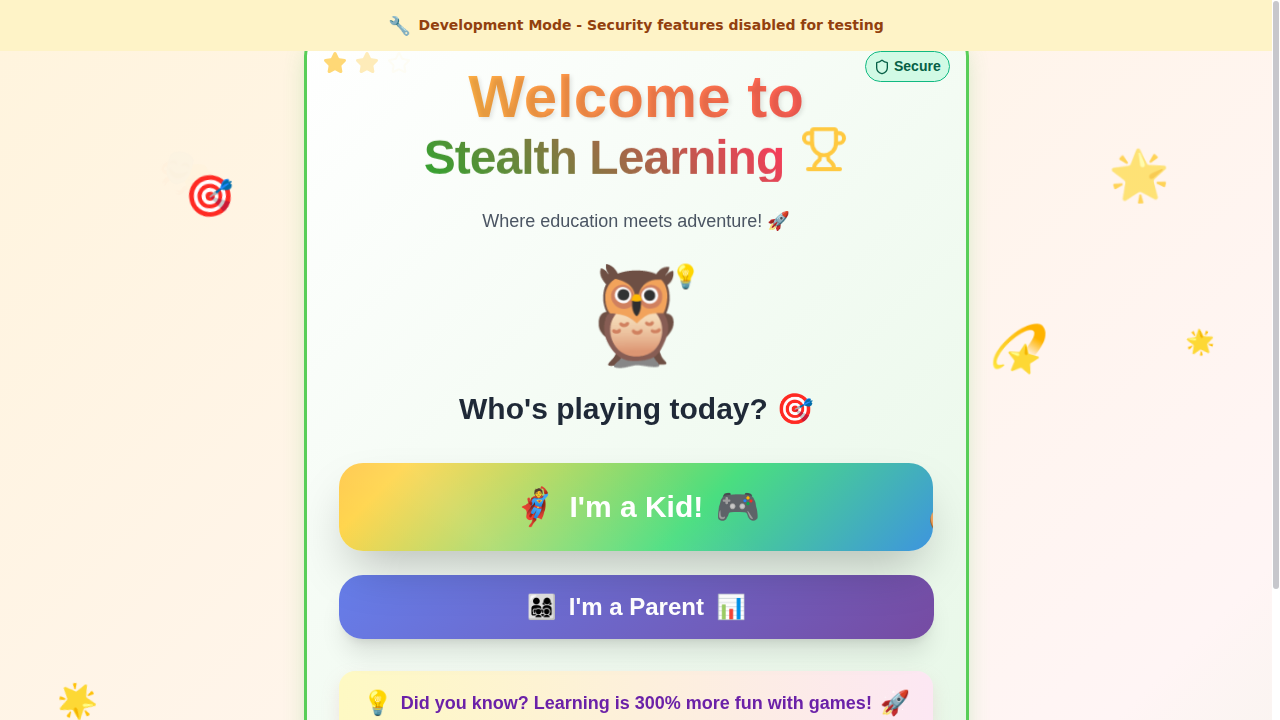 Development Mode - Security features disabled for testing
Secure
Welcome to
Stealth Learning
Where education meets adventure!
Who's playing today?
I'm a Kid!
I'm a Parent
Did you know? Learning is 300% more fun with games!